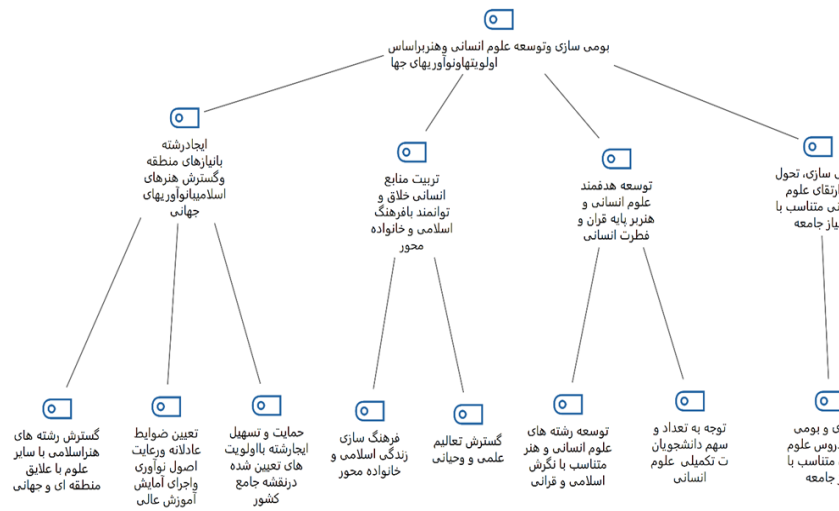 بومی سازی وتوسعه علوم انسانی وهنربراساس
اولویتهاونوآوریهای جها
ایجادرشته
بانیازهای منطقه
وگسترش هنرهای
اسلامیبانوآوریهای
جهانی
تربیت منابع
انسانی خلاق و
توانمند بافرهنگ
اسلامی و خانواده
محور
توسعه هدفمند
علوم انسانی و
هنربر پایه قران و
فطرت انسانی
سازی، تحول
ارتقای علوم
متناسب با
نیاز جامعه
گسترش رشته های
هنراسلامی با سایر
علوم با علایق
منطقه ای و جهانی
تعیین ضوابط
عادلانه ورعایت
اصول نوآوری
واجرای آمایش
آموزش عالی
حمایت و تسهیل
ایجارشته بااولویت
های تعیین شده
درنقشه جامع
کشور
فرهنگ سازی
زندگی اسلامی و
خانواده محور
گسترش تعالیم
علمی و وحیانی
توسعه رشته های
علوم انسانی و هنر
متناسب با نگرش
اسلامی و قرانی
توجه به تعداد و
سهم دانشجویان
ت تکمیلی علوم
انسانی
و بومی
دروس علوم
متناسب با
جامعه